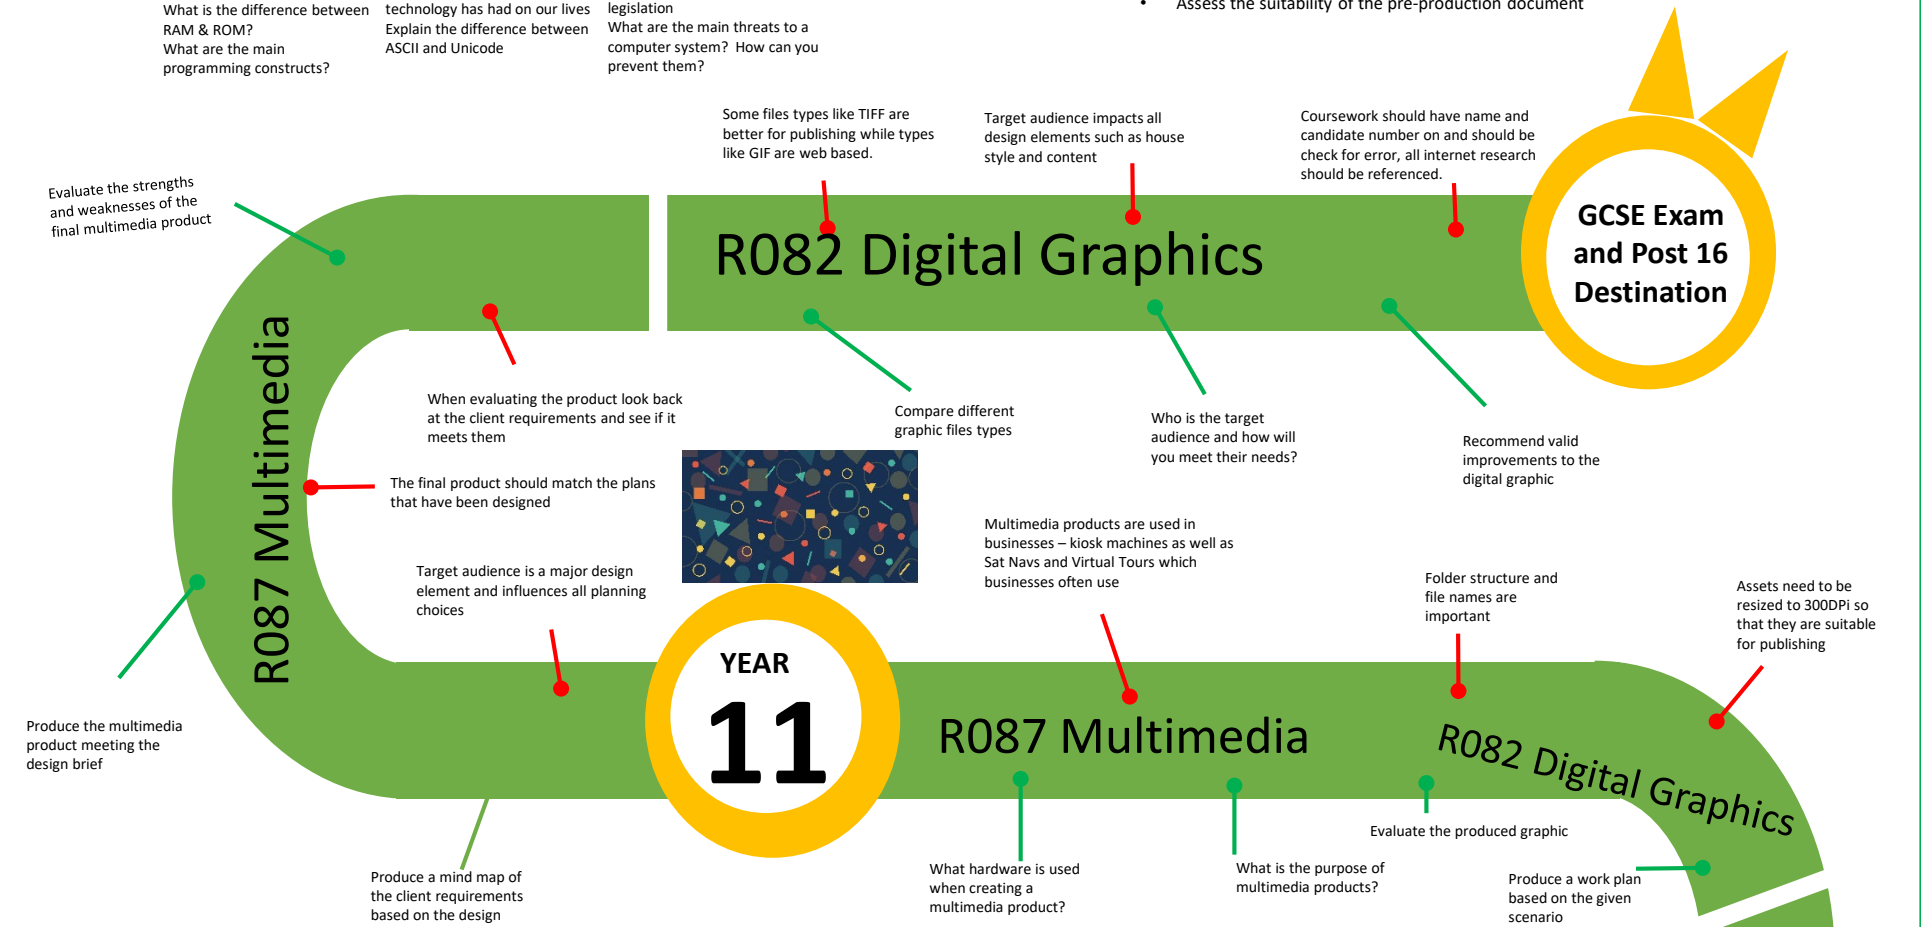 What is the difference between
RAM & ROM?
What are the main
programming constructs?
technology has had on our lives
Explain the difference between
ASCII and Unicode
legislation
What are the main threats to a
computer system? How can you
prevent them?
• Assess the suitability of the pre-production document
Some files types like TIFF are
better for publishing while types
like GIF are web based.
Target audience impacts all
design elements such as house
style and content
Coursework should have name and
candidate number on and should be
check for error, all internet research
should be referenced.
Evaluate the strengths
and weaknesses of the
final multimedia product
R082 Digital Graphics
GCSE Exam
and Post 16
Destination
R087 Multimedia
When evaluating the product look back
at the client requirements and see if it
meets them
Compare different
graphic files types
Who is the target
audience and how will
you meet their needs?
Recommend valid
improvements to the
digital graphic
The final product should match the plans
that have been designed
Multimedia products are used in
businesses – kiosk machines as well as
Sat Navs and Virtual Tours which
businesses often use
Target audience is a major design
element and influences all planning
choices
Folder structure and
file names are
important
Assets need to be
resized to 300DPi so
that they are suitable
for publishing
YEAR
11
R087 Multimedia
R082 Digital Graphics
Produce the multimedia
product meeting the
design brief
Evaluate the produced graphic
Produce a mind map of
the client requirements
based on the design
What hardware is used
when creating a
multimedia product?
What is the purpose of
multimedia products?
Produce a work plan
based on the given
scenario